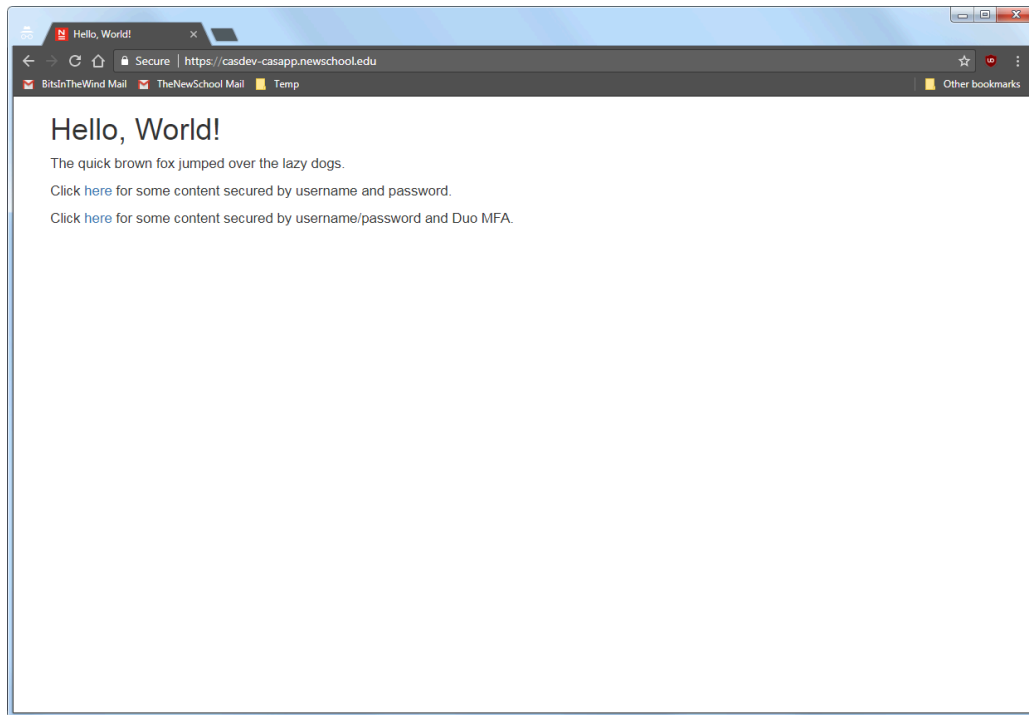 Hello, World!
Secure | https://casdev-casapp.newschool.edu
BitsInTheWind Mail TheNewSchool Mail Temp Other bookmarks
Hello, World!
The quick brown fox jumped over the lazy dogs.
Click here for some content secured by username and password.
Click here for some content secured by username/password and Duo MFA.